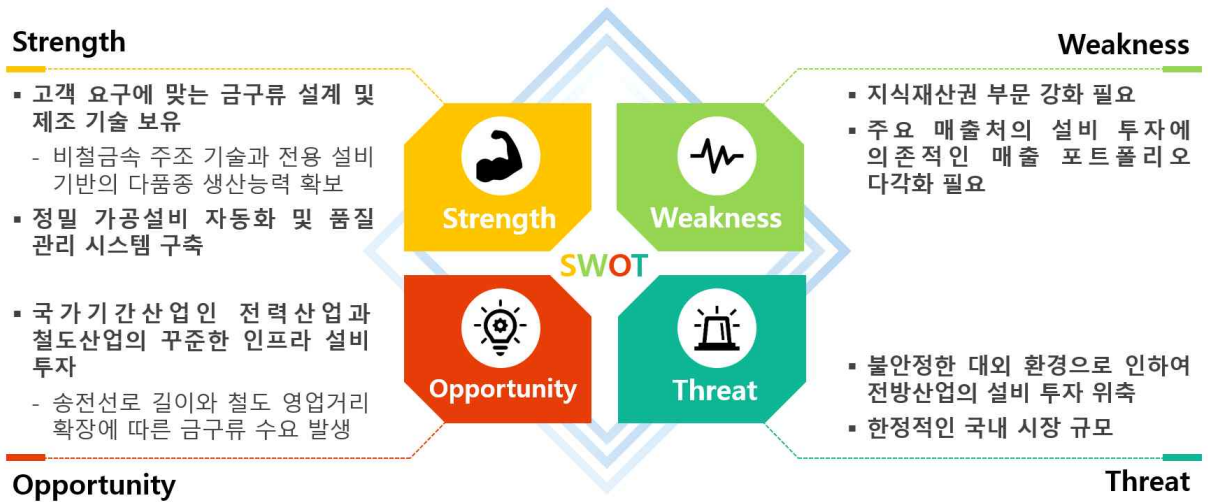 Strength
▪ 고객 요구에 맞는 금구류 설계 및
제조 기술 보유
- 비철금속 주조 기술과 전용 설비
기반의 다품종 생산능력 확보
▪ 정밀 가공설비 자동화 및 품질
관리 시스템 구축
Weakness
▪ 지식재산권 부문 강화 필요
▪ 주요 매출처의 설비 투자에
의존적인 매출 포트폴리오
다각화 필요
Strength
Weakness
SWOT
Opportunity
Threat
▪ 국가기간산업인 전력산업과
철도산업의 꾸준한 인프라 설비
투자
- 송전선로 길이와 철도 영업거리
확장에 따른 금구류 수요 발생
Opportunity
▪ 불안정한 대외 환경으로 인하여
전방산업의 설비 투자 위축
▪ 한정적인 국내 시장 규모
Threat